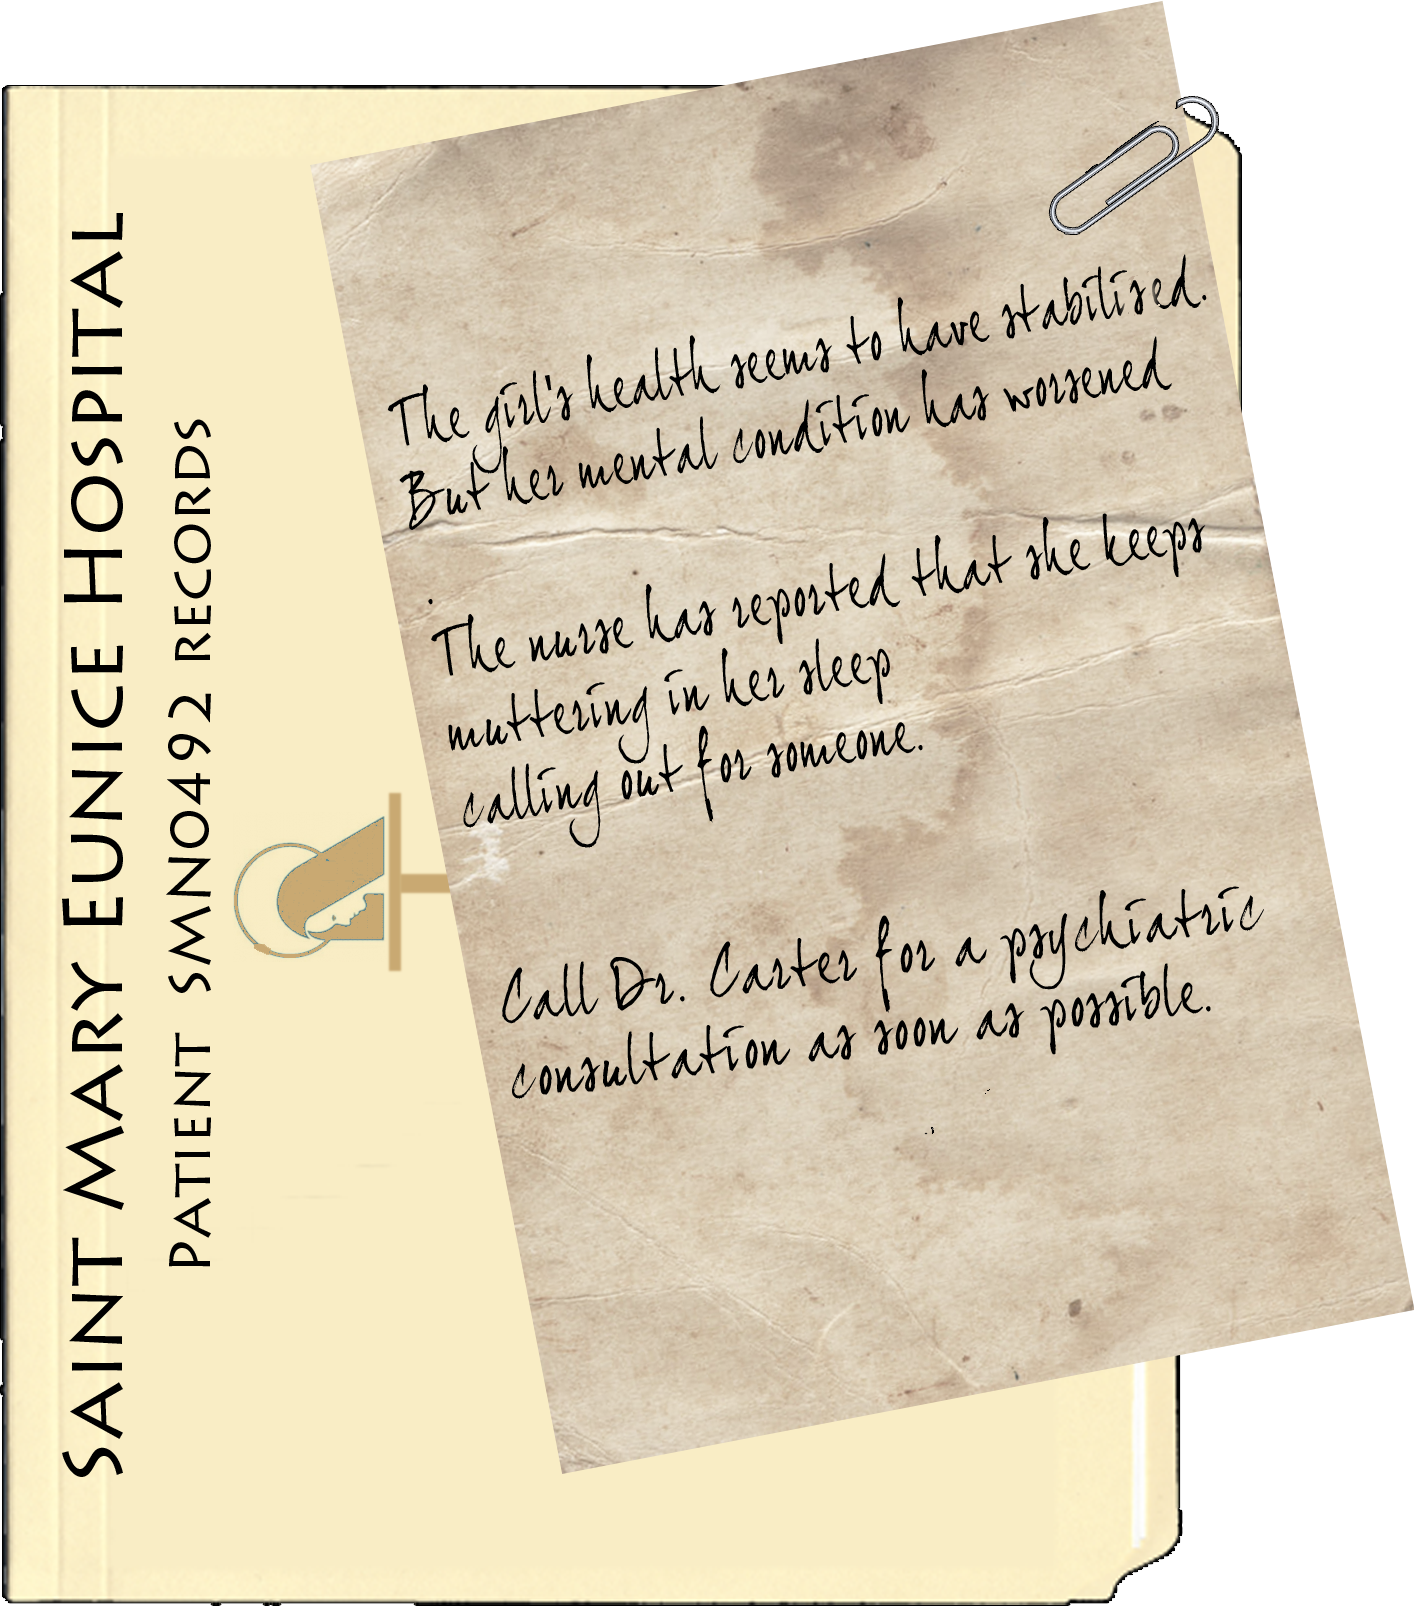 SAINT MARY EUNICE HOSPITAL
PATIENT SMNO492 RECORDS
The girl's health seems to have stabilised.
But her mental condition has worsened
.
The nurse has reported that she keeps
muttering in her sleep
calling out for someone.
Call Dr. Carter for a psychiatric
consultation as soon as possible.